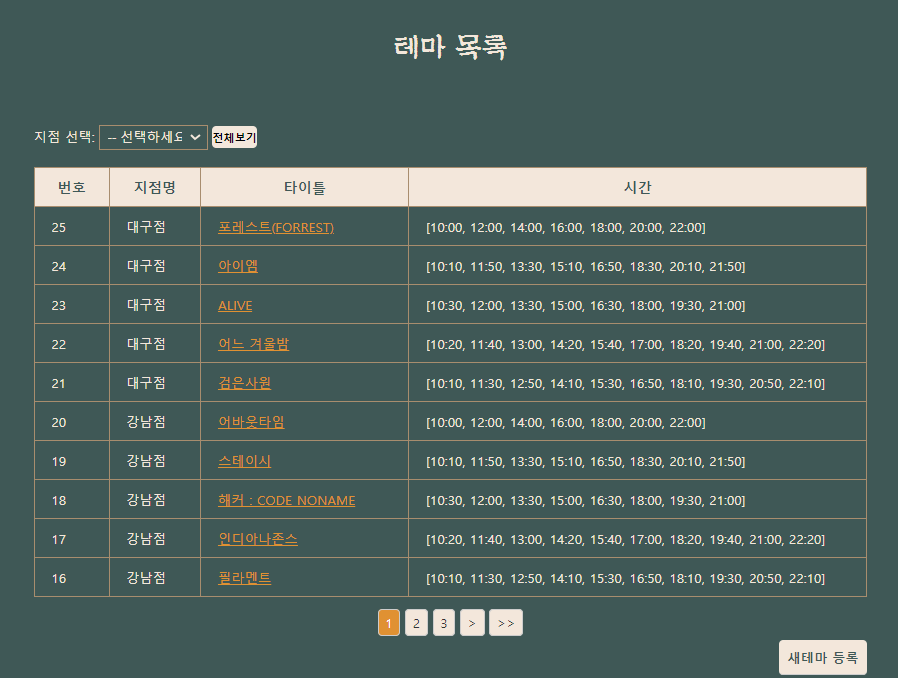 테마 목록
지점 선택: -- 선택하세요 전체보기
번호 지점명 타이틀 시간
25 대구점 포레스트(FORREST) [10:00, 12:00, 14:00, 16:00, 18:00, 20:00, 22:00]
24 대구점 아이엠 [10:10, 11:50, 13:30, 15:10, 16:50, 18:30, 20:10, 21:50]
23 대구점 ALIVE [10:30, 12:00, 13:30, 15:00, 16:30, 18:00, 19:30, 21:00]
22 대구점 어느 겨울밤 [10:20, 11:40, 13:00, 14:20, 15:40, 17:00, 18:20, 19:40, 21:00, 22:20]
21 대구점 검은사원 [10:10, 11:30, 12:50, 14:10, 15:30, 16:50, 18:10, 19:30, 20:50, 22:10]
20 강남점 어바웃타임 [10:00, 12:00, 14:00, 16:00, 18:00, 20:00, 22:00]
19 강남점 스테이시 [10:10, 11:50, 13:30, 15:10, 16:50, 18:30, 20:10, 21:50]
18 강남점 해커 : CODE NONAME [10:30, 12:00, 13:30, 15:00, 16:30, 18:00, 19:30, 21:00]
17 강남점 인디아나존스 [10:20, 11:40, 13:00, 14:20, 15:40, 17:00, 18:20, 19:40, 21:00, 22:20]
16 강남점 필라멘트 [10:10, 11:30, 12:50, 14:10, 15:30, 16:50, 18:10, 19:30, 20:50, 22:10]
1 2 3 > >>
새테마 등록